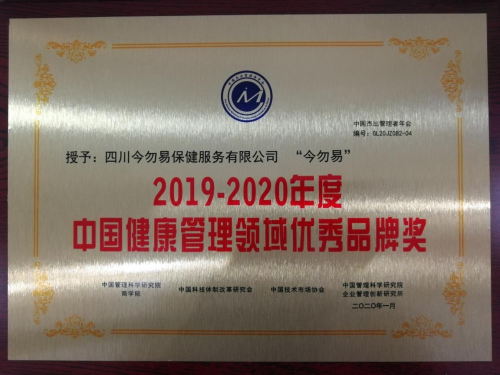 中国杰出管理者年会
编号：GL20JZ082-04
授予：四川今勿易保健服务有限公司 “今勿易”
2019-2020年度
中国健康管理领域优秀品牌奖
中国管理科学研究院 中国科技体制改革研究会 中国技术市场协会 中国管理科学研究院
商学院 企业管理创新研究所
二〇二〇年一月